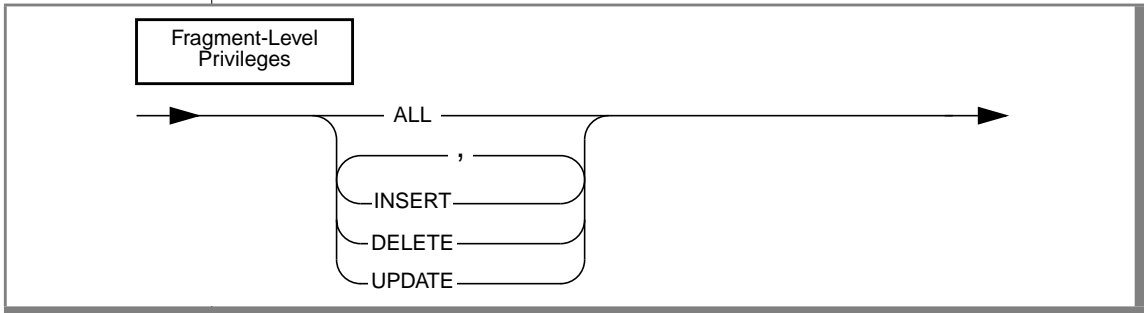 Fragment-Level
Privileges
ALL
,
INSERT
DELETE
UPDATE